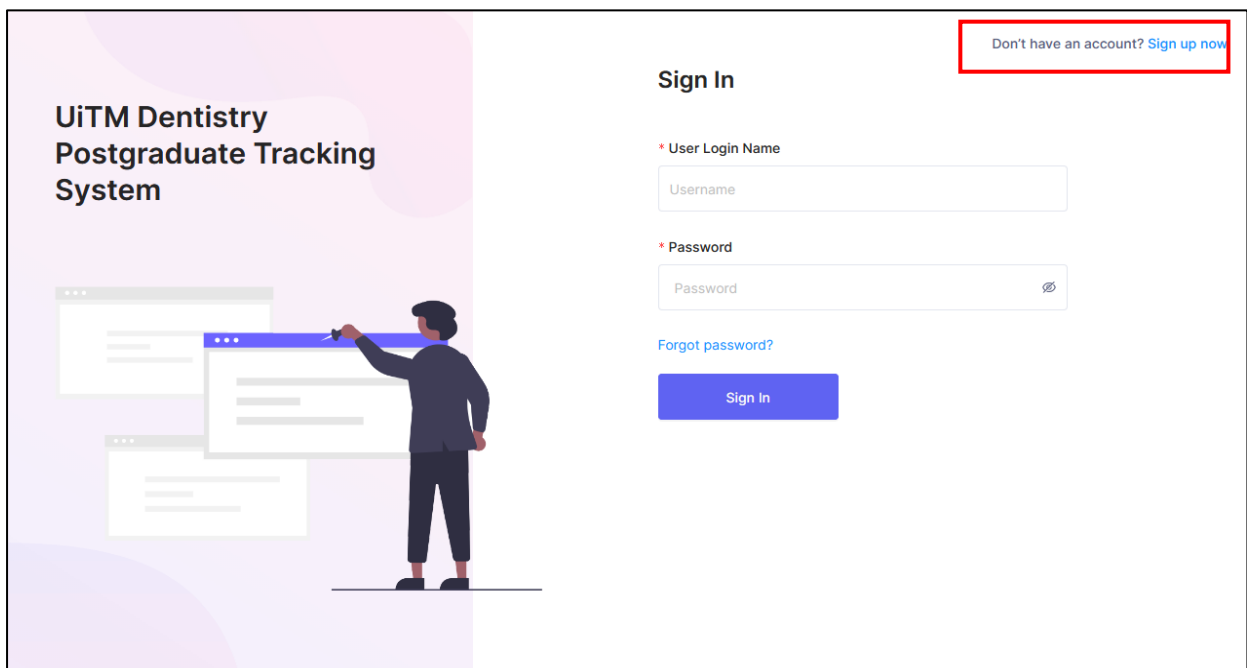 Don't have an account? Sign up now
UiTM Dentistry
Postgraduate Tracking
System
Sign In
* User Login Name
Username
* Password
Password
Forgot password?
Sign In